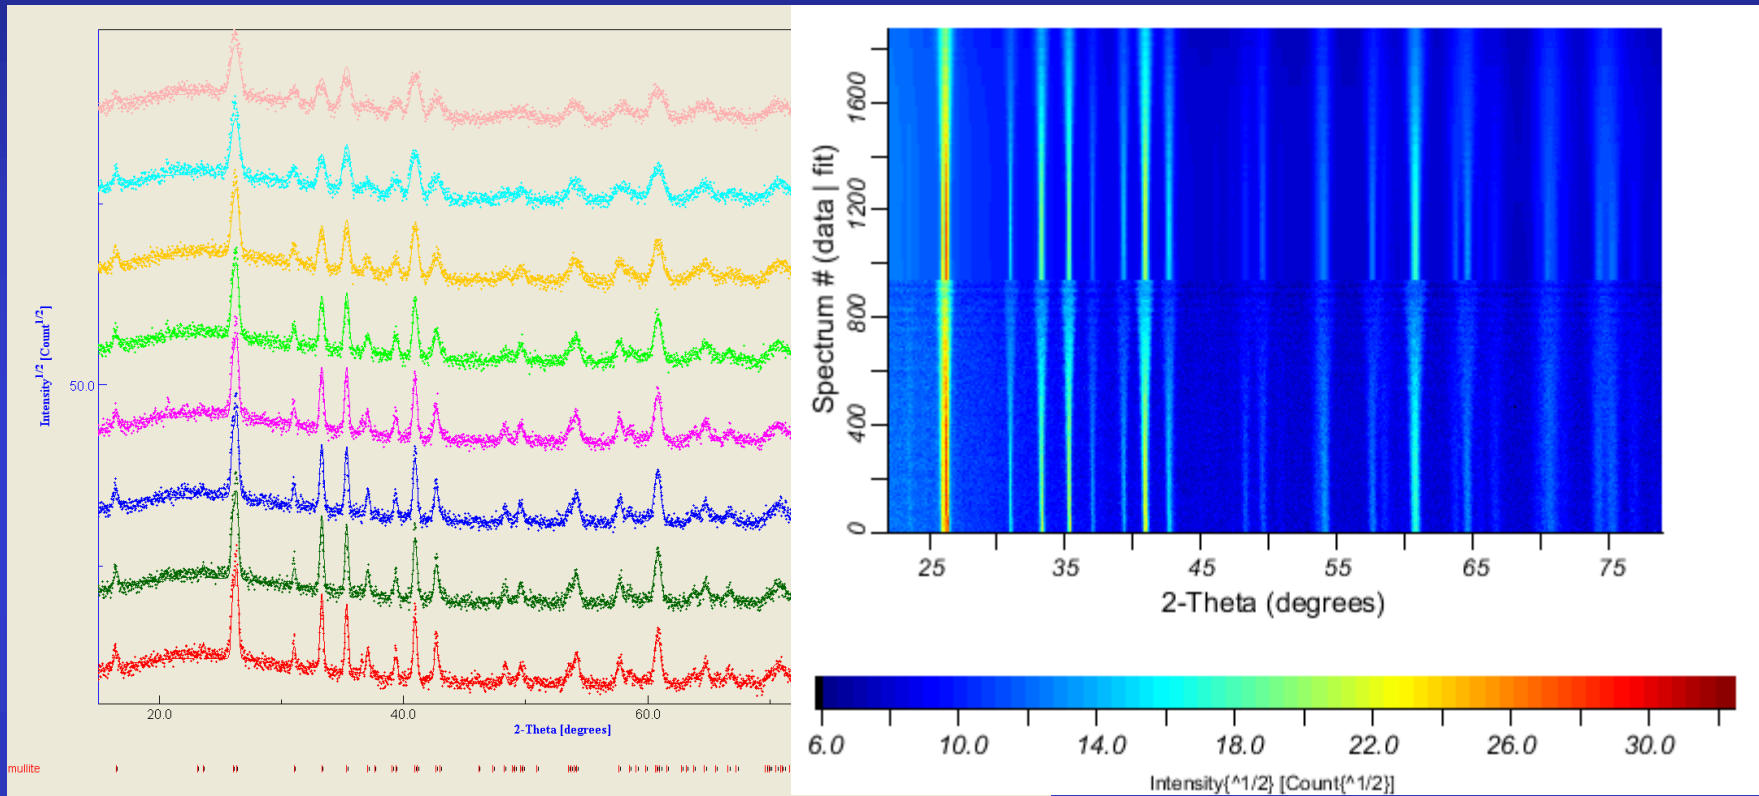 Intensity^1/2 [Count^1/2]
50.0
20.0 40.0 60.0
2-Theta [degrees]
mullite
Spectrum # (data | fit)
1600
1200
800
400
0
25 35 45 55 65 75
2-Theta (degrees)
6.0 10.0 14.0 18.0 22.0 26.0 30.0
Intensity{^1/2} [Count{^1/2}]